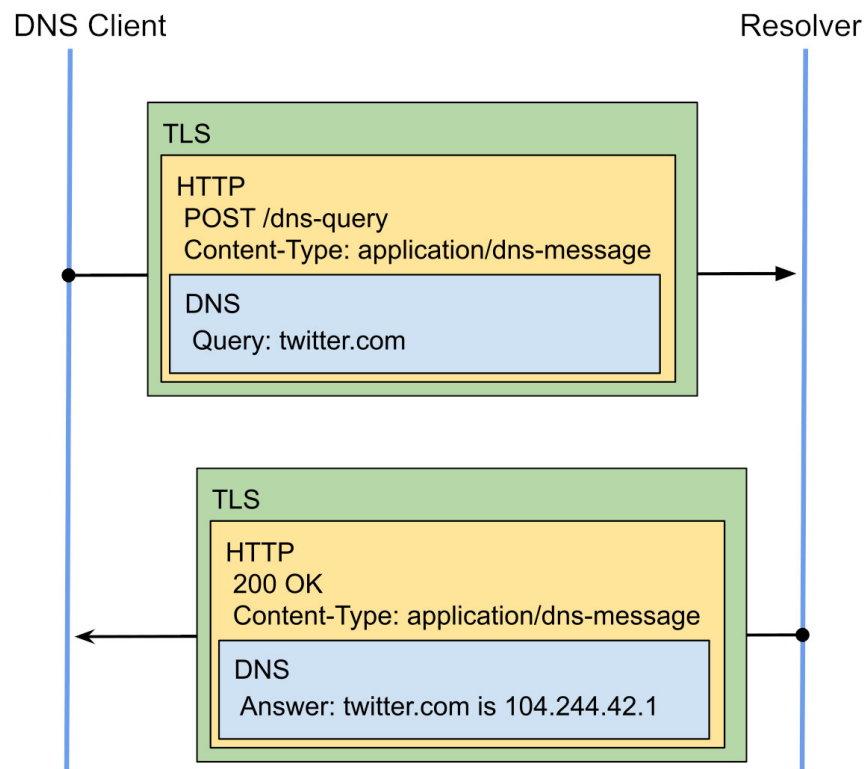 DNS Client
Resolver
TLS
HTTP
POST /dns-query
Content-Type: application/dns-message
DNS
Query: twitter.com
TLS
HTTP
200 OK
Content-Type: application/dns-message
DNS
Answer: twitter.com is 104.244.42.1